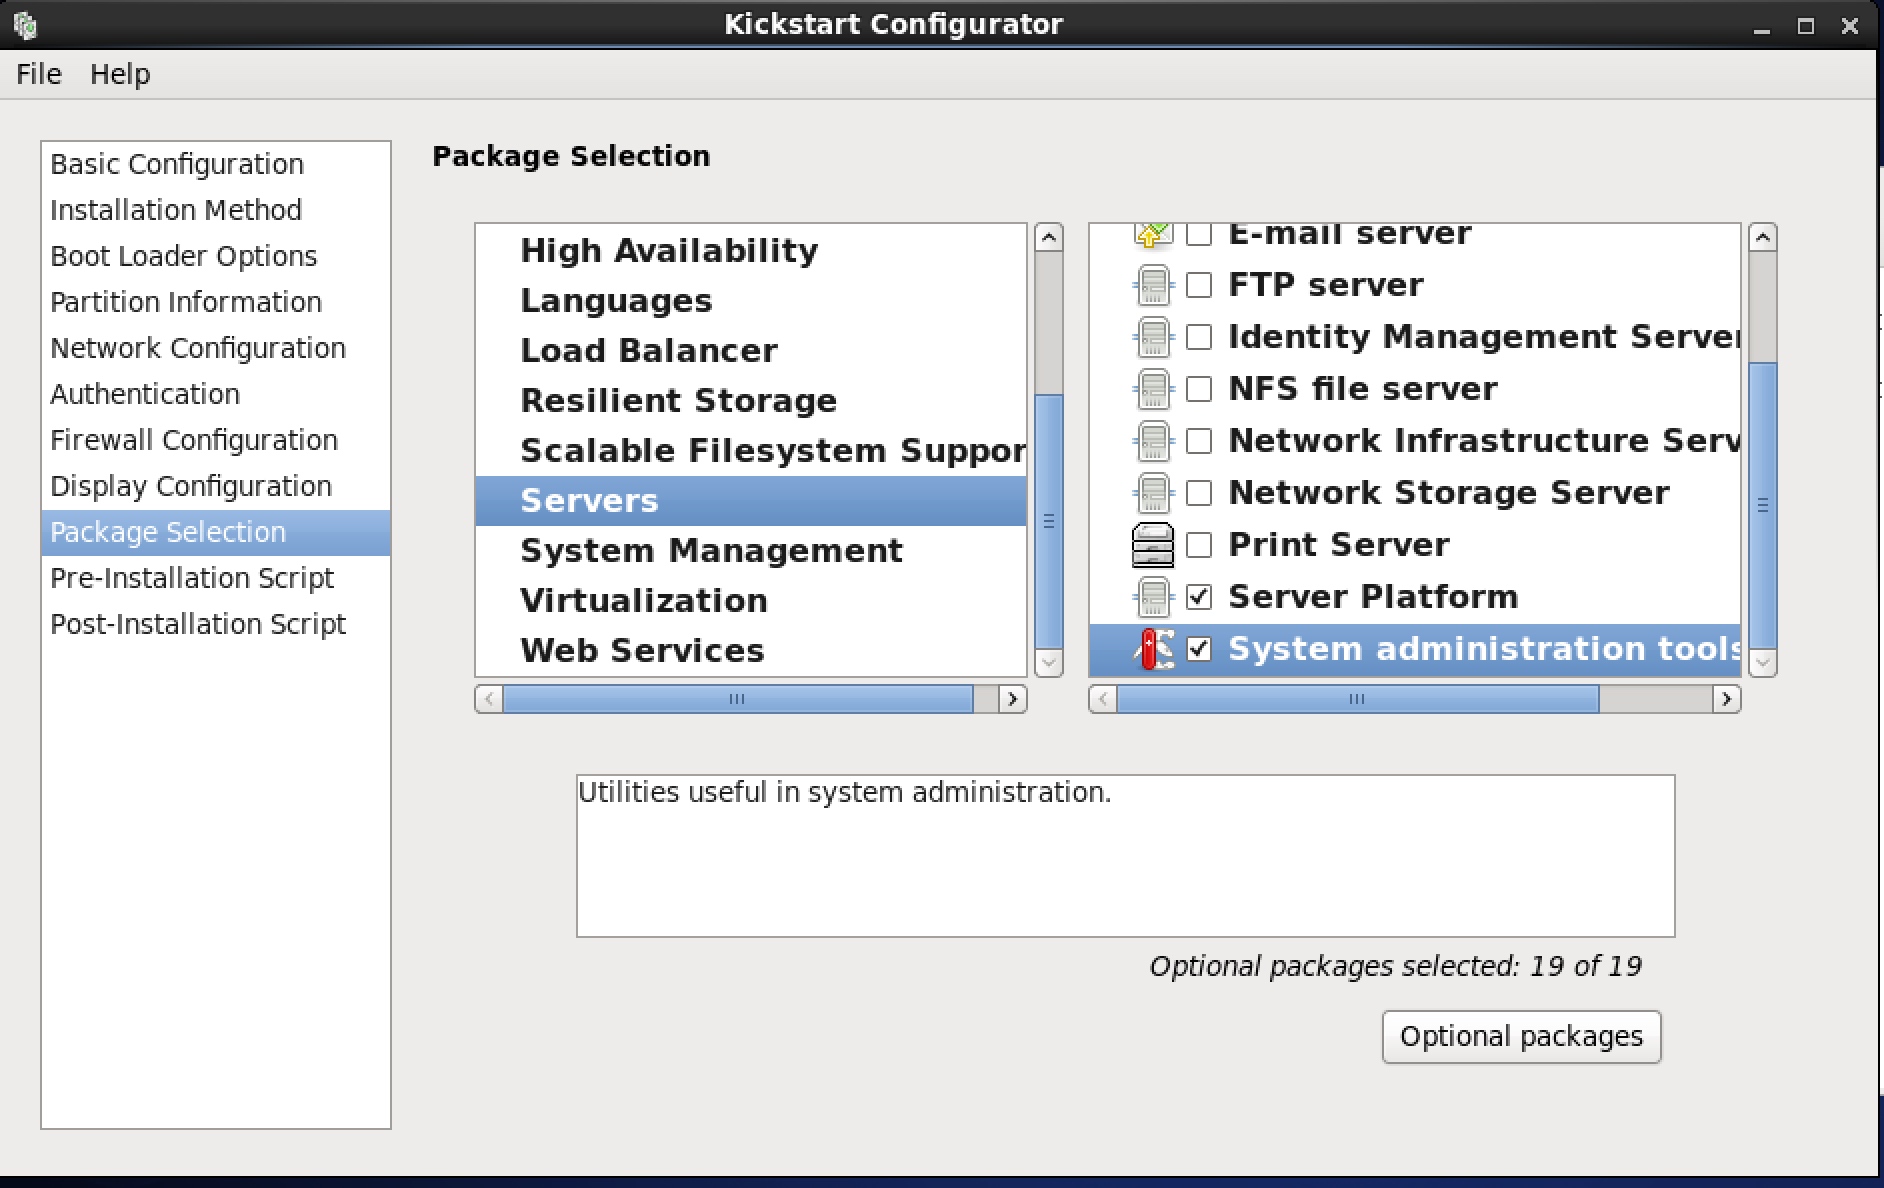 Kickstart Configurator
File Help
Basic Configuration
Installation Method
Boot Loader Options
Partition Information
Network Configuration
Authentication
Firewall Configuration
Display Configuration
Package Selection
Pre-Installation Script
Post-Installation Script
Package Selection
High Availability
Languages
Load Balancer
Resilient Storage
Scalable Filesystem Suppor
Servers
System Management
Virtualization
Web Services
E-mail server
FTP server
Identity Management Server
NFS file server
Network Infrastructure Serv
Network Storage Server
Print Server
Server Platform
System administration tools
Utilities useful in system administration.
Optional packages selected: 19 of 19
Optional packages